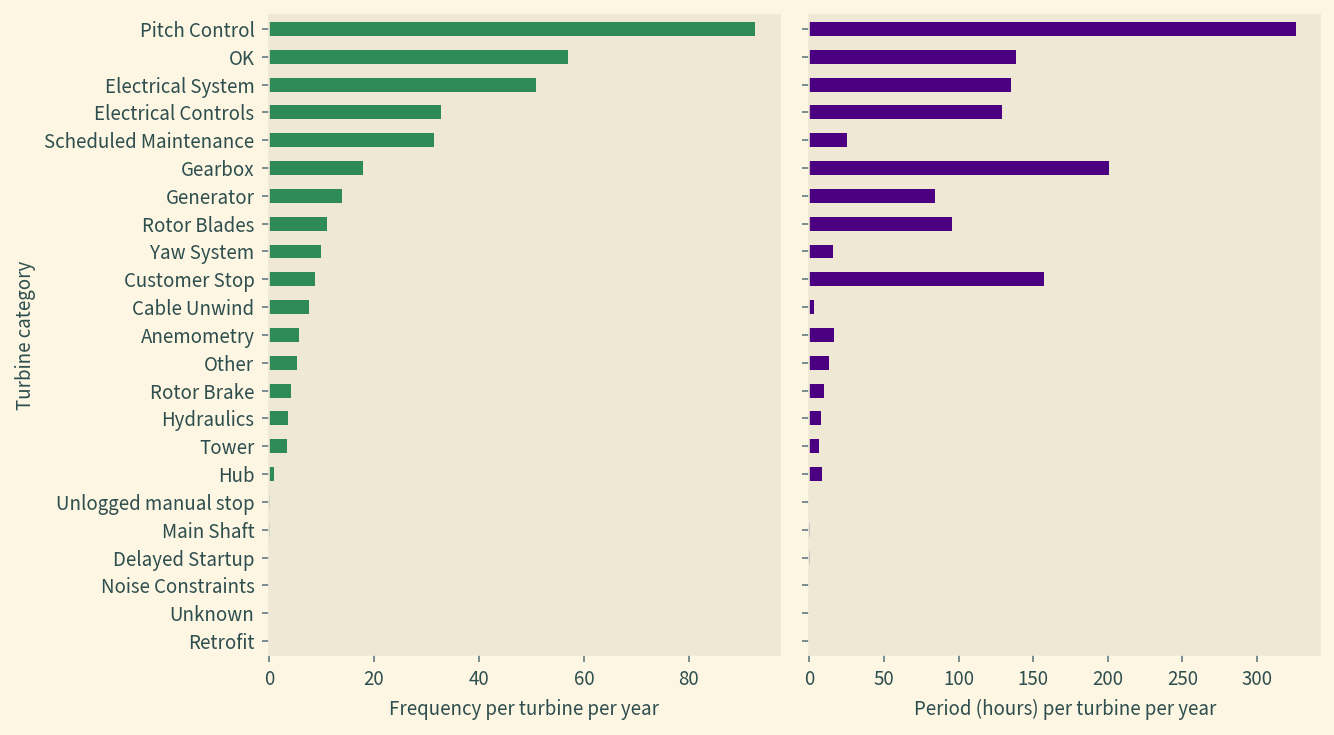 Turbine category
Pitch Control
OK
Electrical System
Electrical Controls
Scheduled Maintenance
Gearbox
Generator
Rotor Blades
Yaw System
Customer Stop
Cable Unwind
Anemometry
Other
Rotor Brake
Hydraulics
Tower
Hub
Unlogged manual stop
Main Shaft
Delayed Startup
Noise Constraints
Unknown
Retrofit
0 20 40 60 80
Frequency per turbine per year
0 50 100 150 200 250 300
Period (hours) per turbine per year